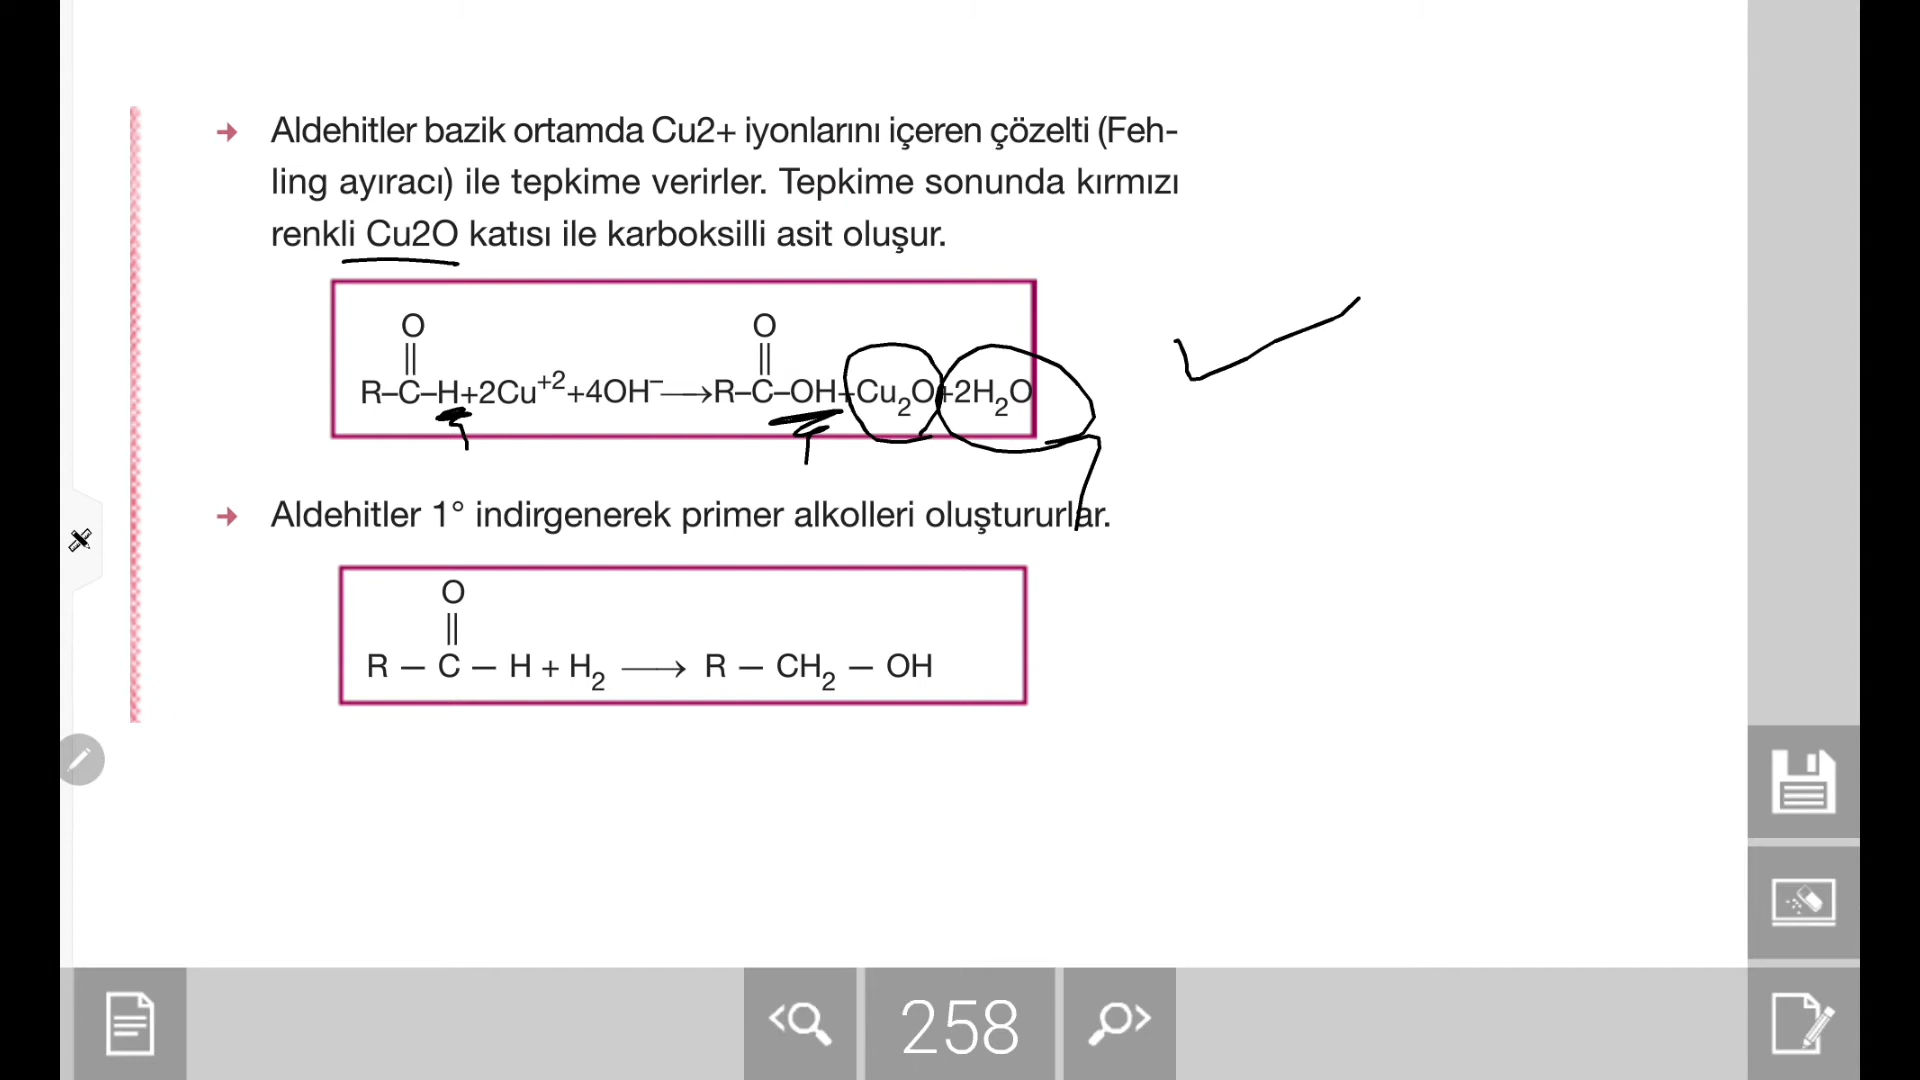 Aldehitler bazik ortamda Cu2+ iyonlarını içeren çözelti (Feh-
ling ayıracı) ile tepkime verirler. Tepkime sonunda kırmızı
renkli Cu2O katısı ile karboksilli asit oluşur.
O O
|| ||
R–C–H+2Cu⁺²+4OH⁻⟶R–C–OH+Cu₂O+2H₂O
→ Aldehitler 1° indirgenerek primer alkolleri oluştururlar.
O
||
R — C — H + H₂ ⟶ R — CH₂ — OH
258